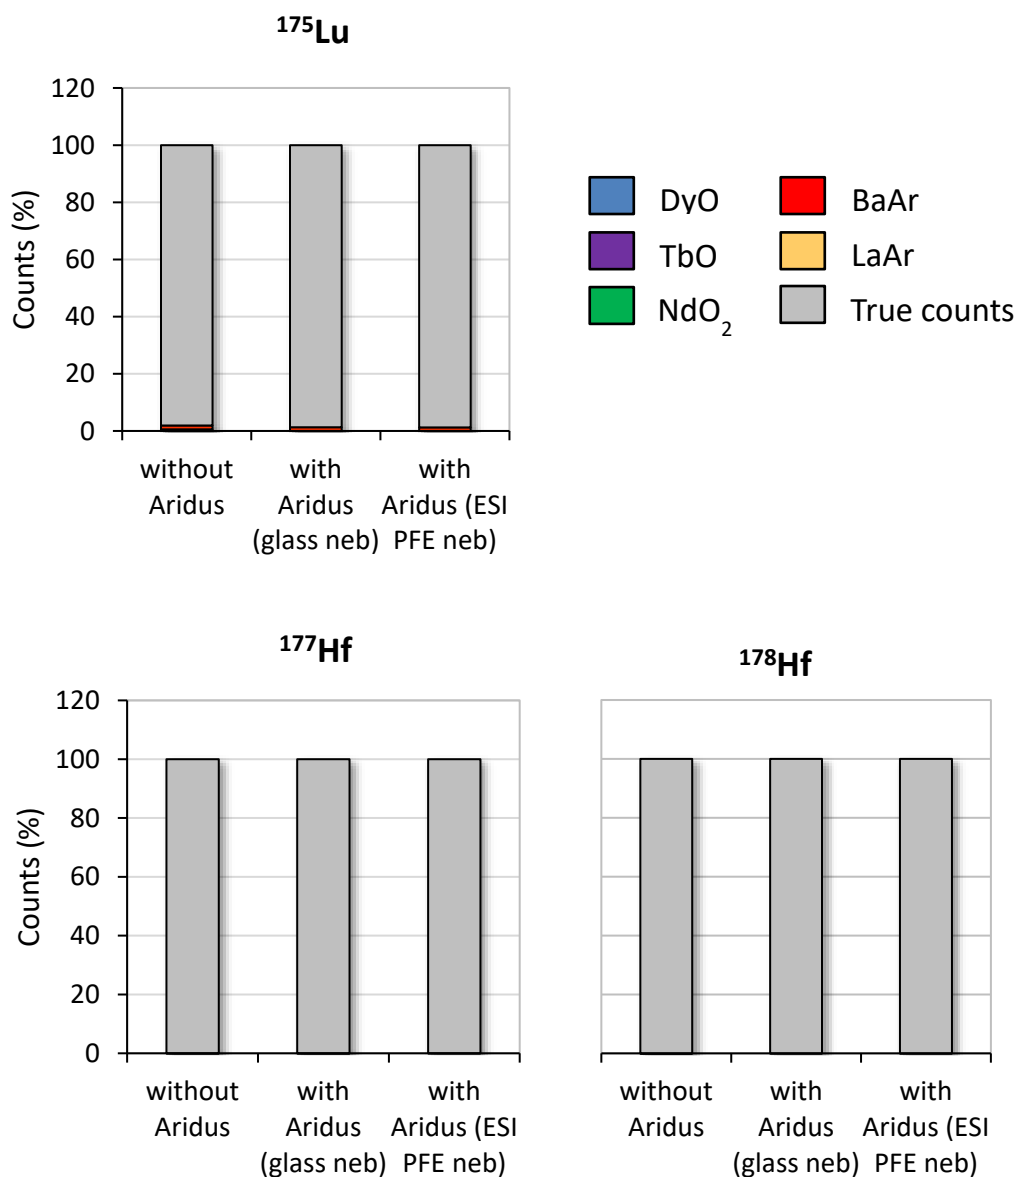 ¹⁷⁵Lu
120
100
80
60
40
20
0
Counts (%)
without
Aridus
with
Aridus
(glass neb)
with
Aridus (ESI
PFE neb)
DyO
BaAr
TbO
LaAr
NdO₂
True counts
¹⁷⁷Hf
120
100
80
60
40
20
0
Counts (%)
without
Aridus
with
Aridus
(glass neb)
with
Aridus (ESI
PFE neb)
¹⁷⁸Hf
without
Aridus
with
Aridus
(glass neb)
with
Aridus (ESI
PFE neb)